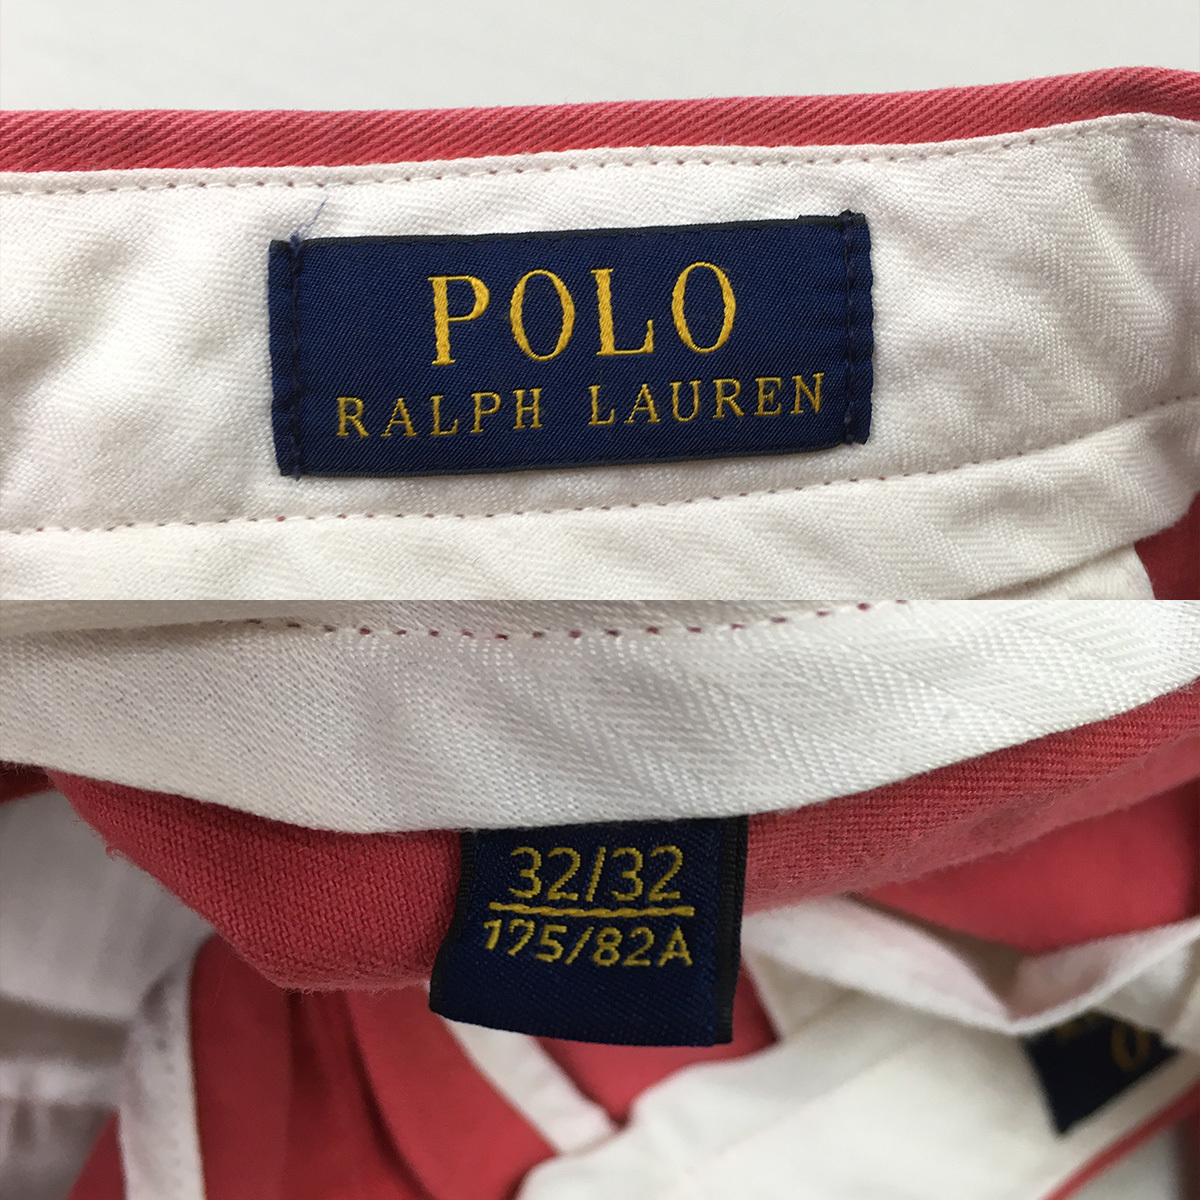 POLO
RALPH LAUREN
32/32
175/82A